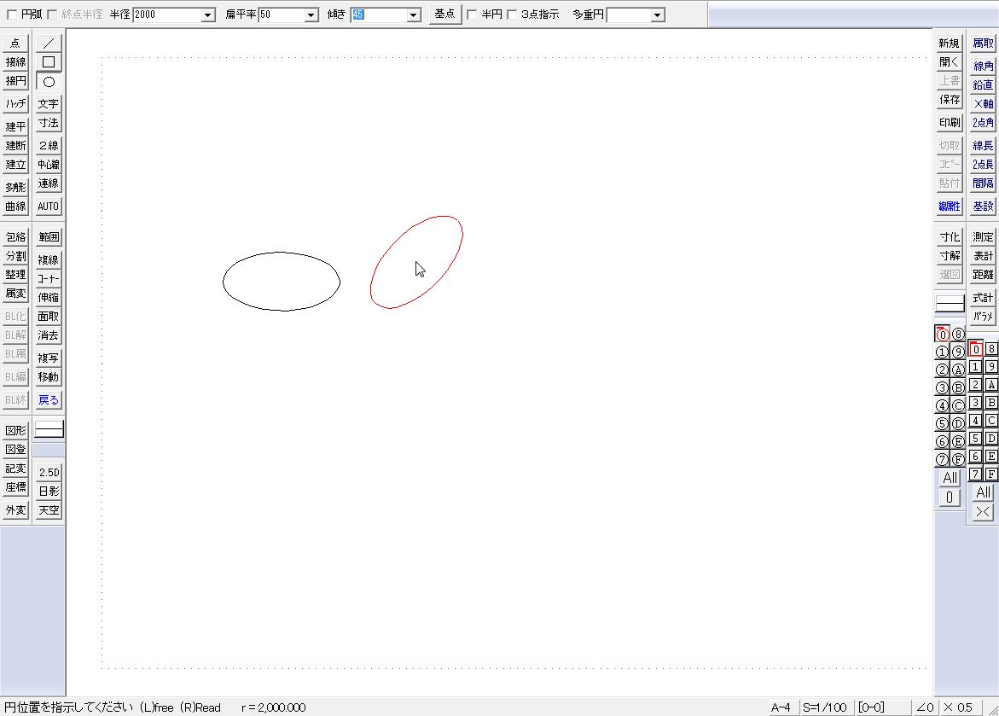 円弧 終点半径 半径 2000 扁平率 50 傾き 45 基点 半円 3点指示 多重円
点 ／
接線 □
接円 ○
ハッチ 文字
建平 寸法
建断 2線
建立 中心線
多角形 連線
曲線 AUTO
包絡 範囲
分割 複線
整理 コーナー
属変 伸縮
BL化 面取
BL解 消去
BL属 複写
BL編 移動
BL終 戻る
図形
図登
記変 2.5D
座標 日影
外変 天空
新規 属取
開く 線角
上書 鉛直
保存 X軸
印刷 2点角
切取 線長
コピー 2点長
貼付 間隔
線属性 基設
寸化 測定
寸解 表計
選図 距離
式計
パラメ
0 8
1 9
2 A
3 B
4 C
5 D
6 E
7 F
All
0
0 8
1 9
2 A
3 B
4 C
5 D
6 E
7 F
All
×
円位置を指示してください (L)free (R)Read r = 2,000.000 A-4 S=1/100 [0-0] ∠0 × 0.5